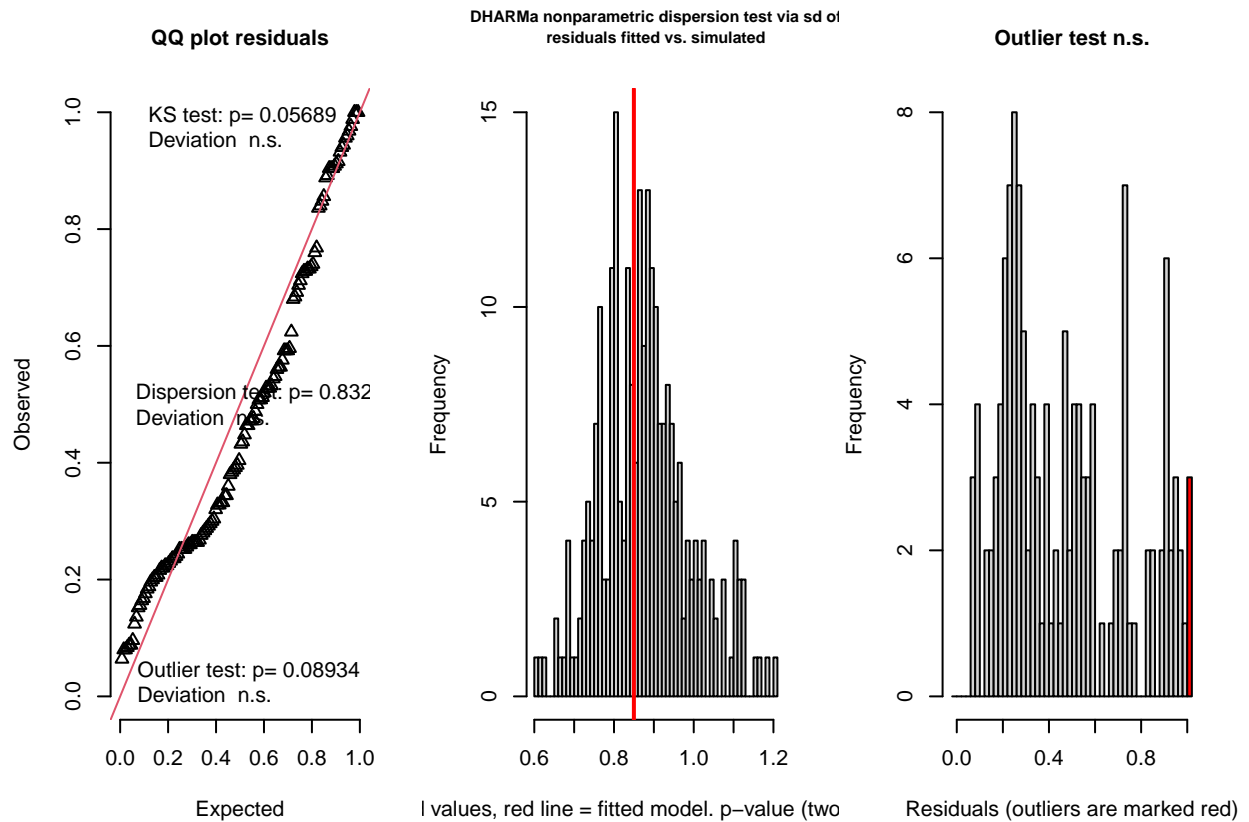 QQ plot residuals
KS test: p= 0.05689
Deviation n.s.
Dispersion test: p= 0.832
Deviation n.s.
Outlier test: p= 0.08934
Deviation n.s.
Observed
0.0 0.2 0.4 0.6 0.8 1.0
0.0 0.2 0.4 0.6 0.8 1.0
Expected
DHARMa nonparametric dispersion test via sd of
residuals fitted vs. simulated
Frequency
0 5 10 15
0.6 0.8 1.0 1.2
values, red line = fitted model. p−value (two
Outlier test n.s.
Frequency
0 2 4 6 8
0.0 0.4 0.8
Residuals (outliers are marked red)